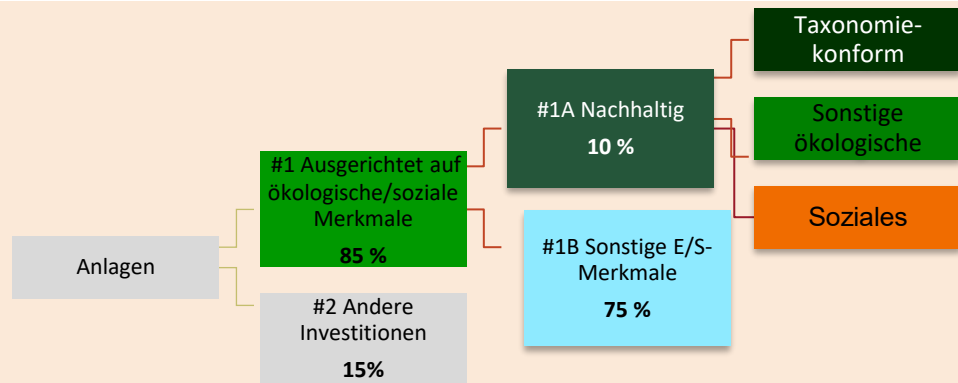 Anlagen
#1 Ausgerichtet auf
ökologische/soziale
Merkmale
85 %
#2 Andere
Investitionen
15%
#1A Nachhaltig
10 %
#1B Sonstige E/S-
Merkmale
75 %
Taxonomie-
konform
Sonstige
ökologische
Soziales